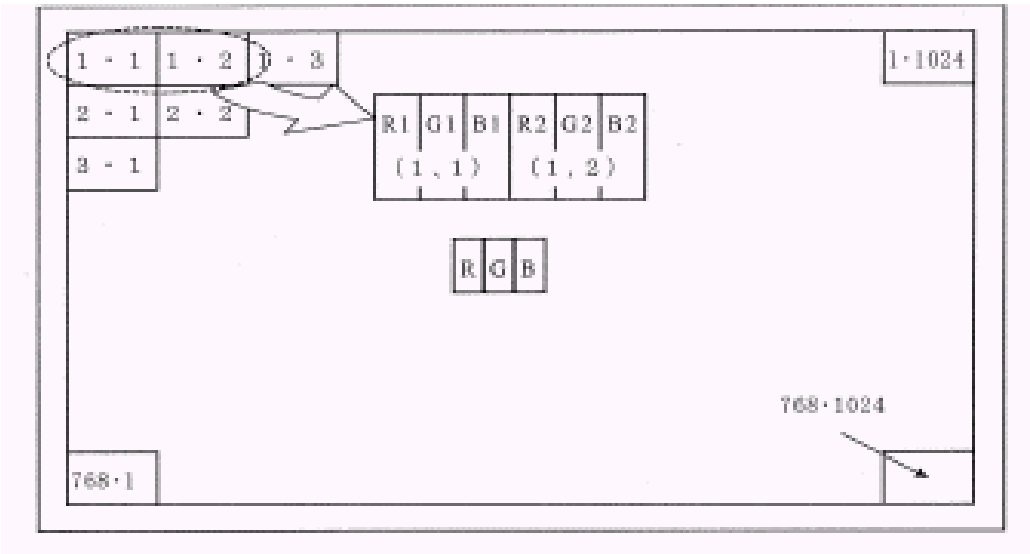 1 · 1 1 · 2 1 · 3 1·1024
2 · 1 2 · 2
R1 G1 B1 R2 G2 B2
3 · 1 (1, 1) (1, 2)
R G B
768·1024
768·1